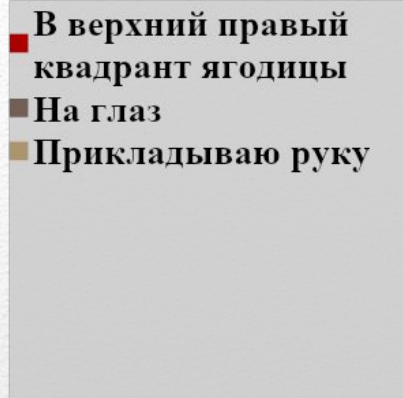 В верхний правый
квадрант ягодицы
На глаз
Прикладываю руку